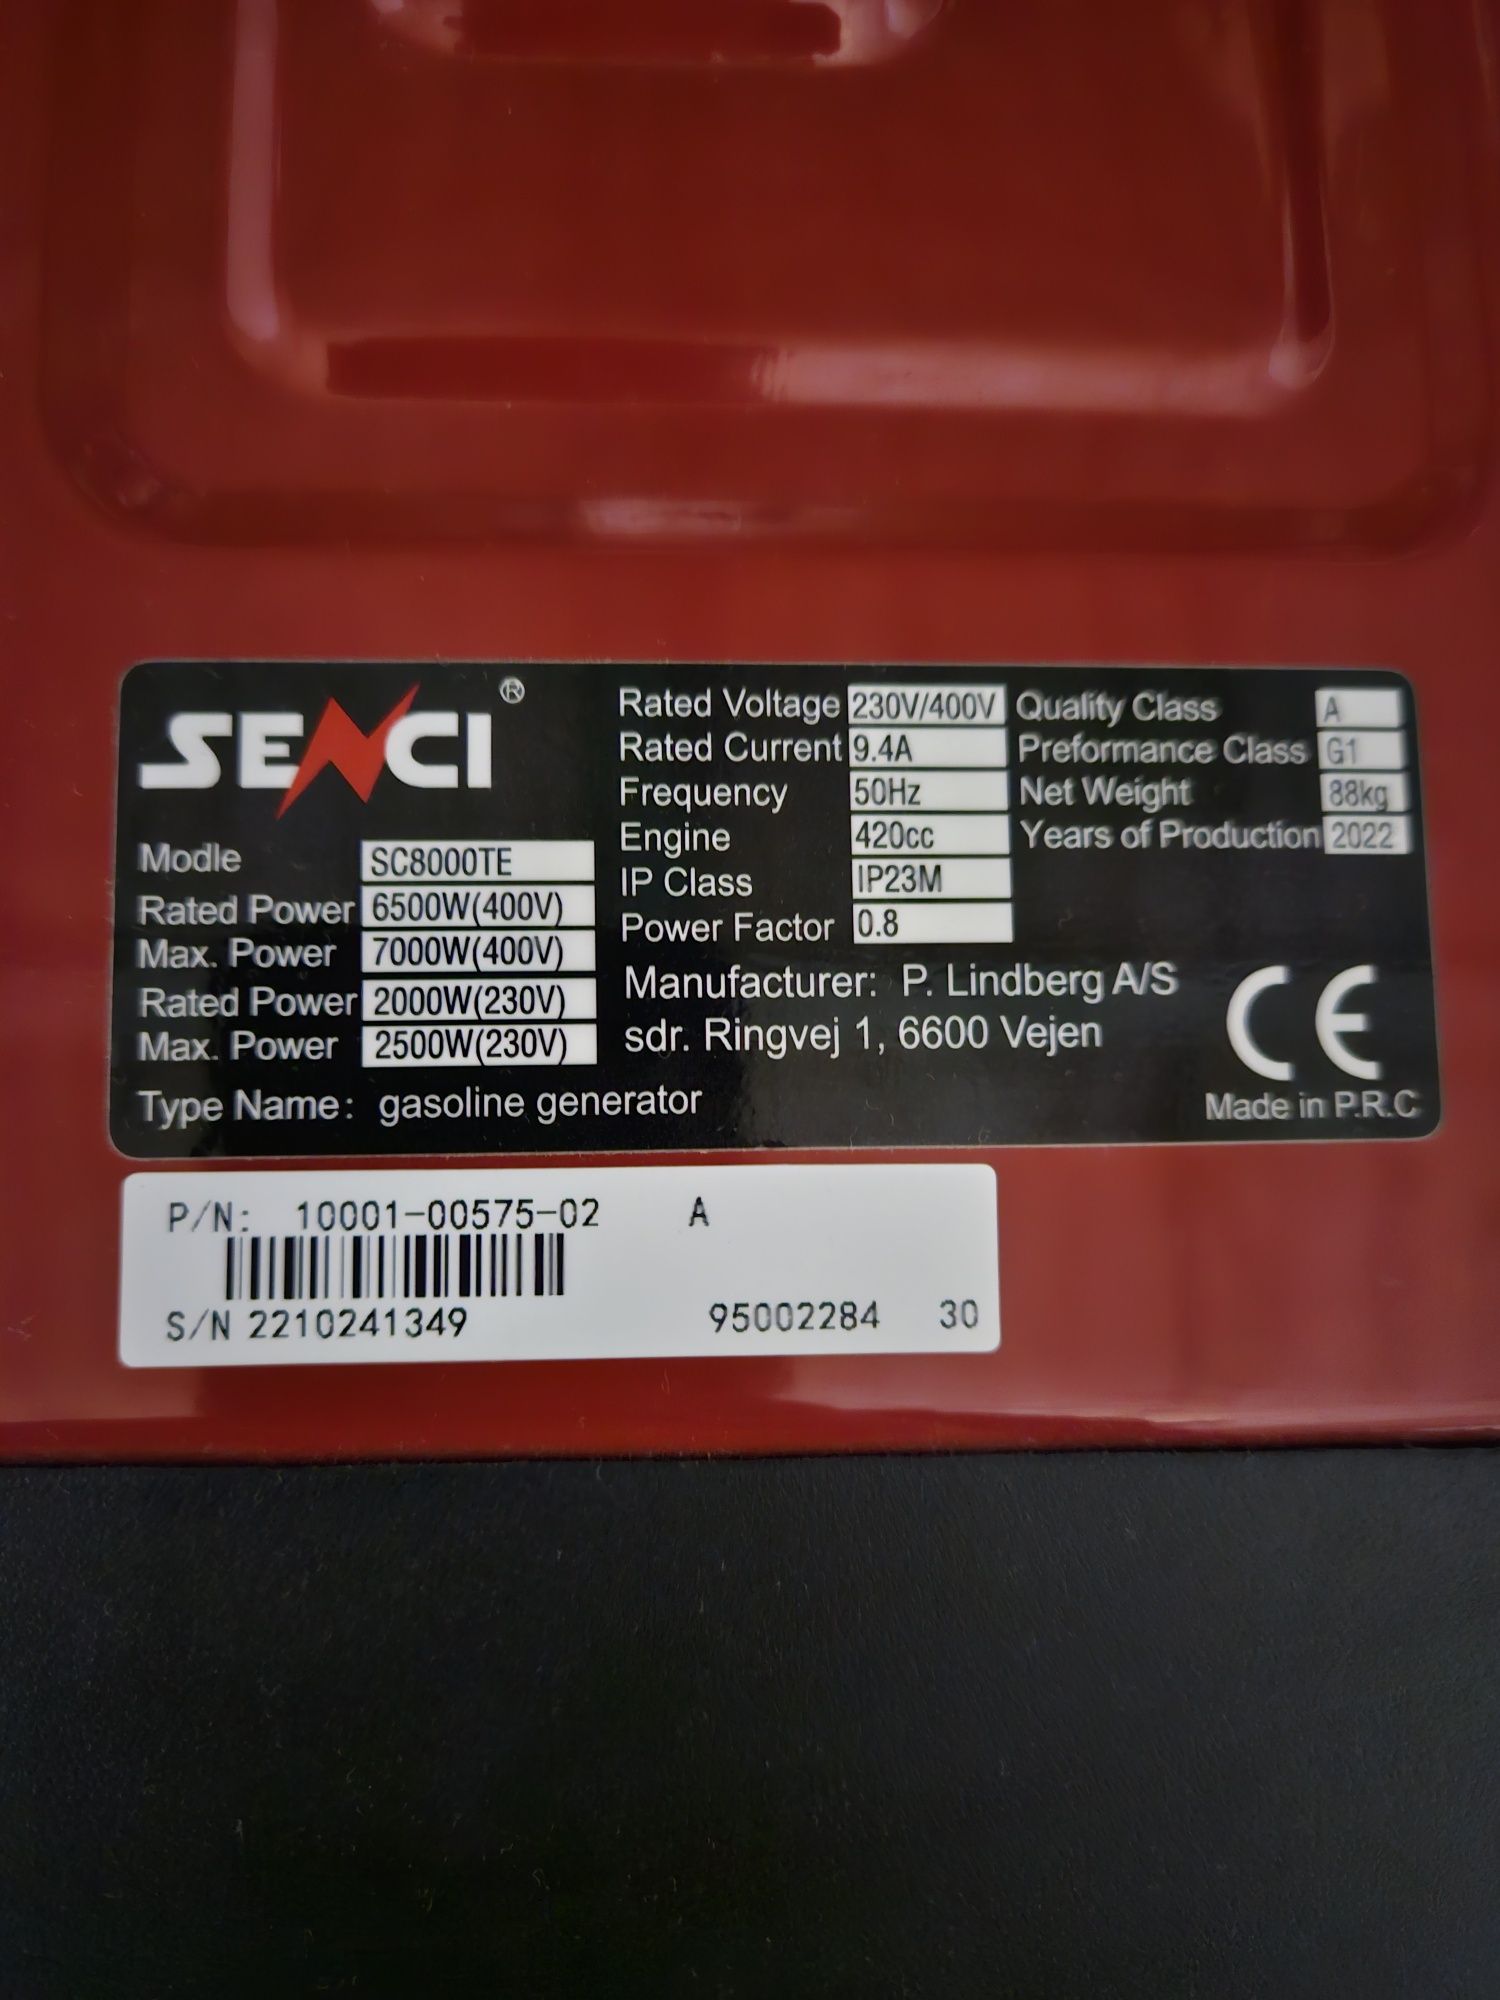 SENCI ®
Modle SC8000TE
Rated Power 6500W(400V)
Max. Power 7000W(400V)
Rated Power 2000W(230V)
Max. Power 2500W(230V)
Type Name: gasoline generator
Rated Voltage 230V/400V
Rated Current 9.4A
Frequency 50Hz
Engine 420cc
IP Class IP23M
Power Factor 0.8
Quality Class A
Preformance Class G1
Net Weight 88kg
Years of Production 2022
Manufacturer: P. Lindberg A/S
sdr. Ringvej 1, 6600 Vejen
CE
Made in P.R.C
P/N: 10001-00575-02 A
S/N 2210241349 95002284 30